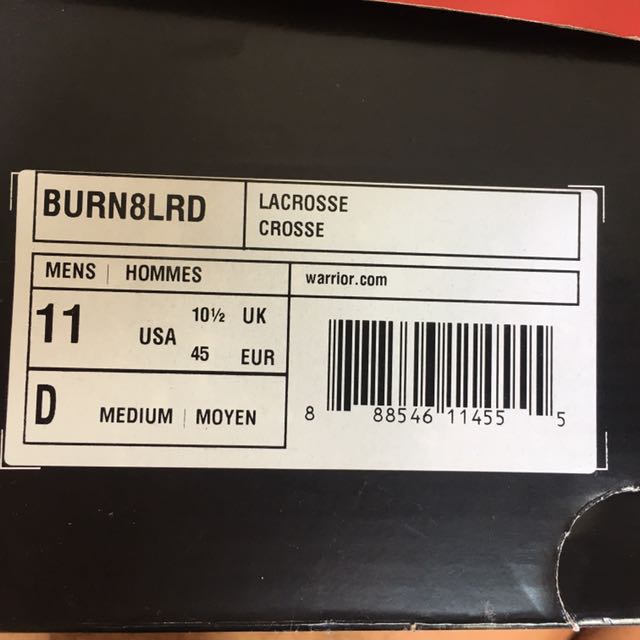 BURN8LRD
LACROSSE
CROSSE
MENS | HOMMES
warrior.com
11 USA
10½ UK
45 EUR
D MEDIUM | MOYEN
8 88546 11455 5